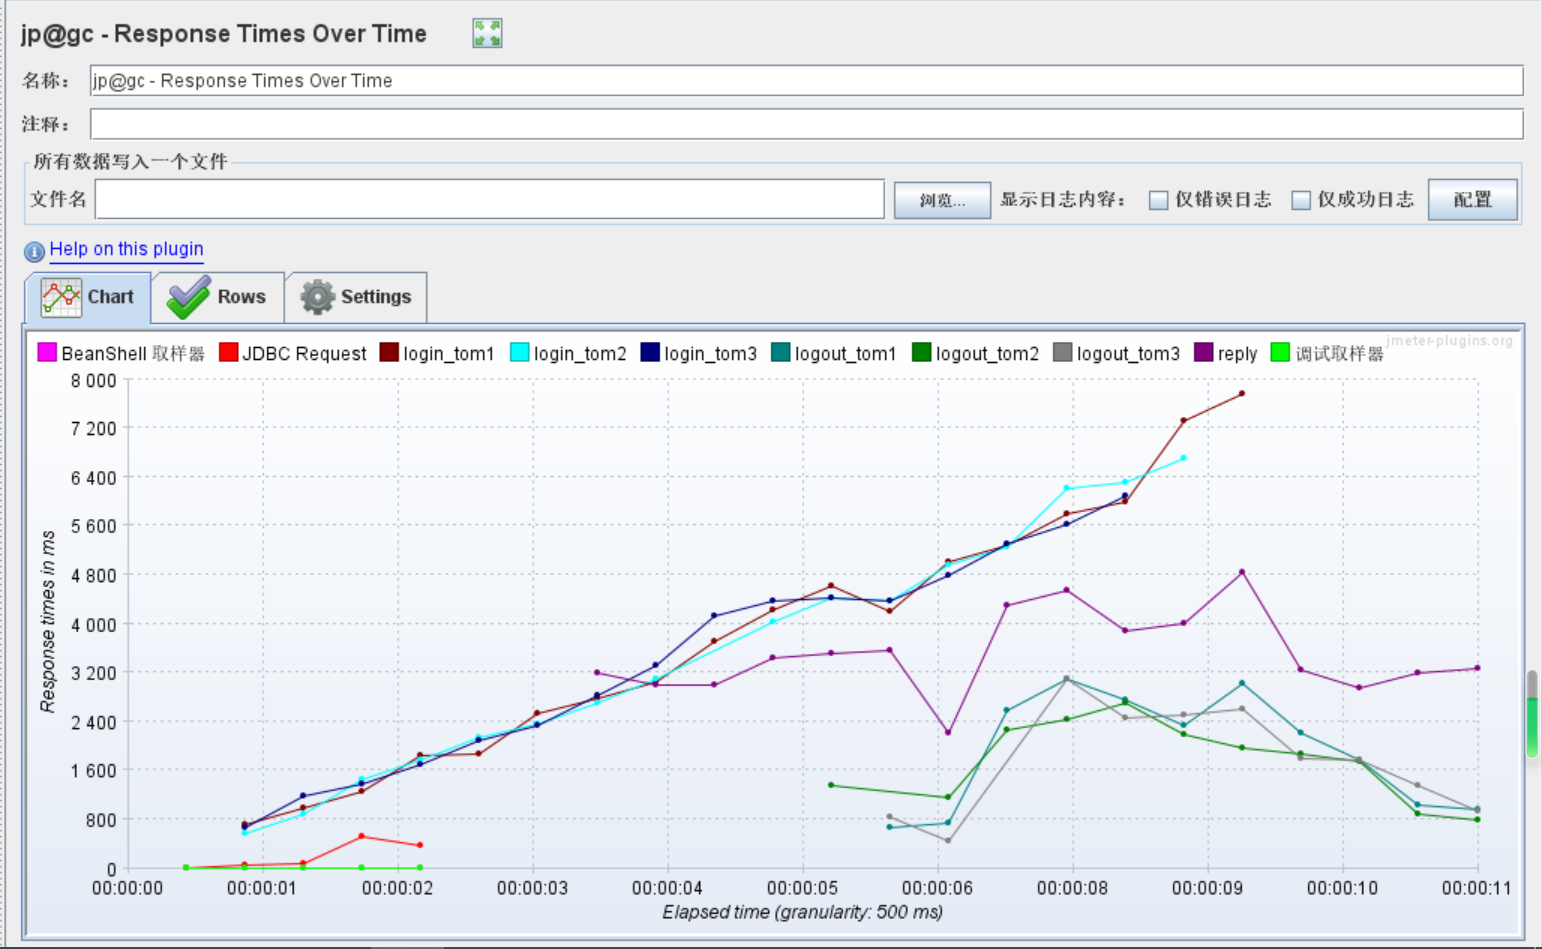 jp@gc - Response Times Over Time
名称： jp@gc - Response Times Over Time
注释：
所有数据写入一个文件
文件名 浏览... 显示日志内容： 仅错误日志 仅成功日志 配置
Help on this plugin
Chart Rows Settings
jmeter-plugins.org
BeanShell 取样器 JDBC Request login_tom1 login_tom2 login_tom3 logout_tom1 logout_tom2 logout_tom3 reply 调试取样器
8 000
7 200
6 400
5 600
4 800
4 000
3 200
2 400
1 600
800
0
Response times in ms
00:00:00 00:00:01 00:00:02 00:00:03 00:00:04 00:00:05 00:00:06 00:00:08 00:00:09 00:00:10 00:00:11
Elapsed time (granularity: 500 ms)